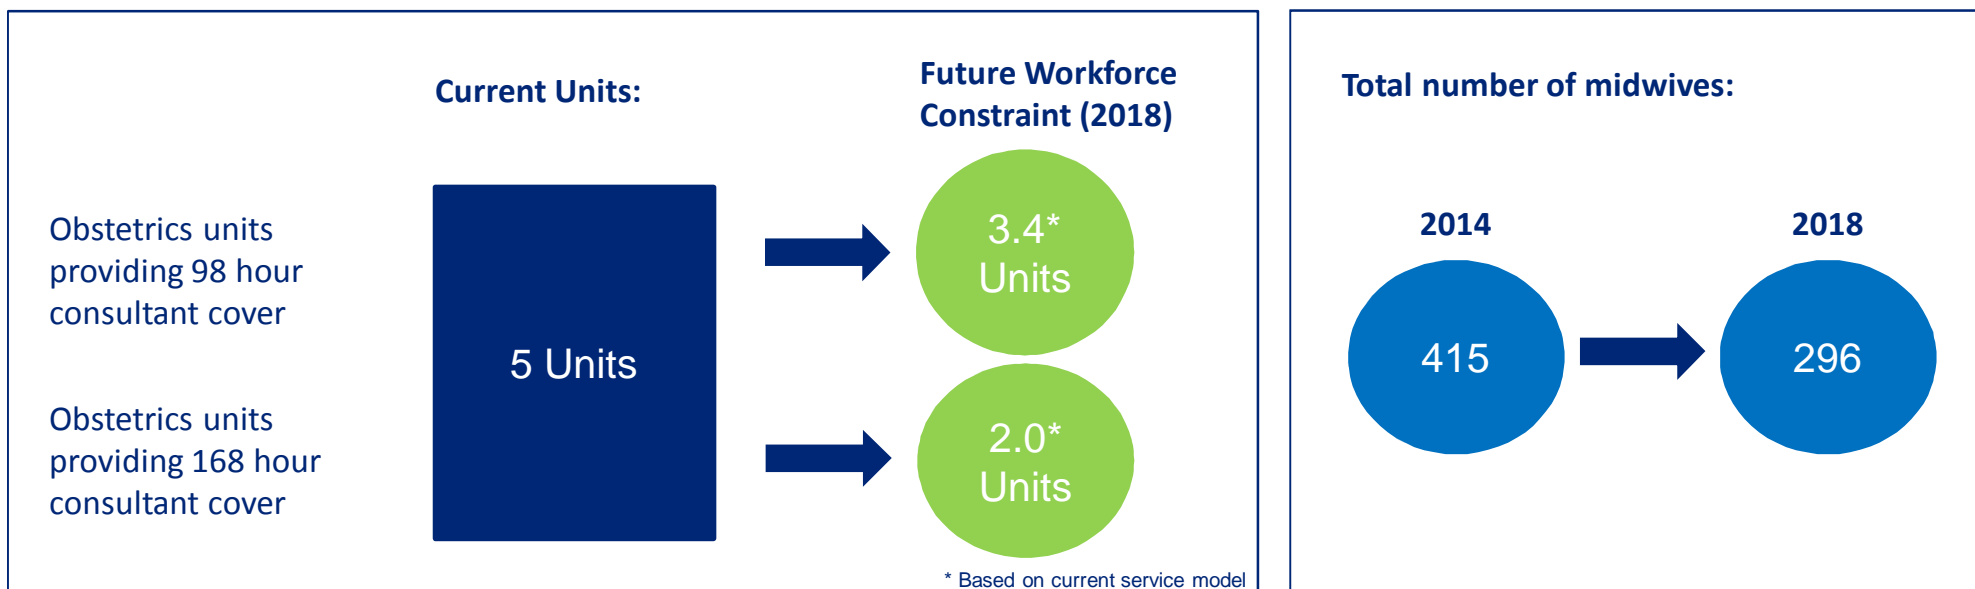 Current Units:
Future Workforce
Constraint (2018)
Obstetrics units
providing 98 hour
consultant cover
Obstetrics units
providing 168 hour
consultant cover
5 Units
3.4*
Units
2.0*
Units
* Based on current service model
Total number of midwives:
2014
2018
415
296